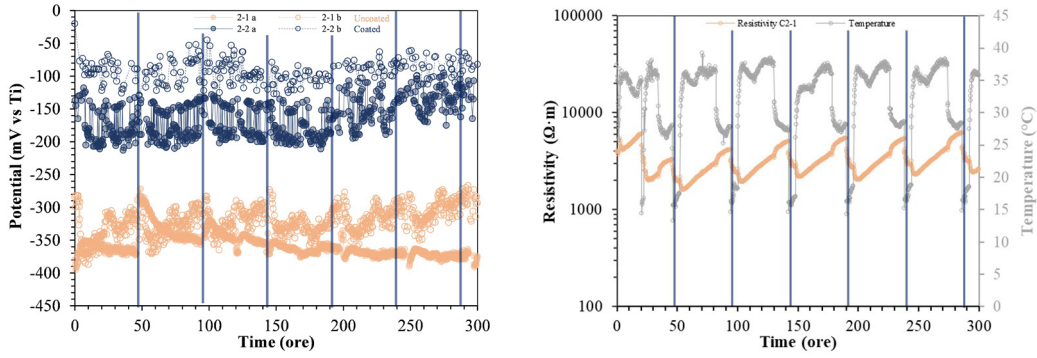 2-1 a 2-1 b Uncoated
2-2 a 2-2 b Coated
0
-50
-100
-150
-200
-250
-300
-350
-400
-450
Potential (mV vs Ti)
0 50 100 150 200 250 300
Time (ore)
Resistivity C2-1 Temperature
100000
10000
1000
100
Resistivity (Ω·m)
45
40
35
30
25
20
15
10
5
0
Temperature (°C)
0 50 100 150 200 250 300
Time (ore)